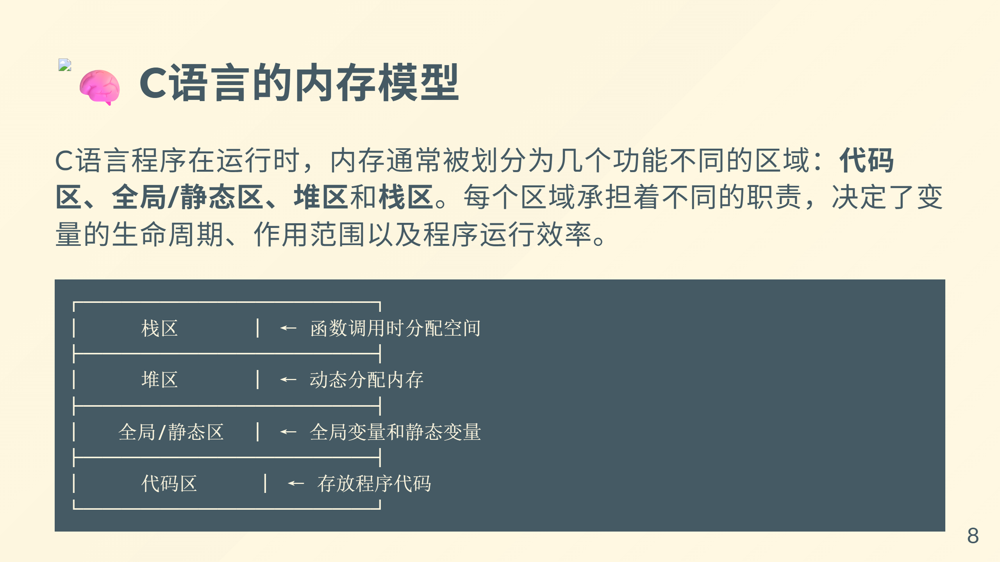 🧠 C语言的内存模型
C语言程序在运行时，内存通常被划分为几个功能不同的区域：代码
区、全局/静态区、堆区和栈区。每个区域承担着不同的职责，决定了变
量的生命周期、作用范围以及程序运行效率。
┌────────────────┐
│        栈区          │  ← 函数调用时分配空间
├────────────────┤
│        堆区          │  ← 动态分配内存
├────────────────┤
│     全局/静态区    │  ← 全局变量和静态变量
├────────────────┤
│        代码区         │  ← 存放程序代码
└────────────────┘
8